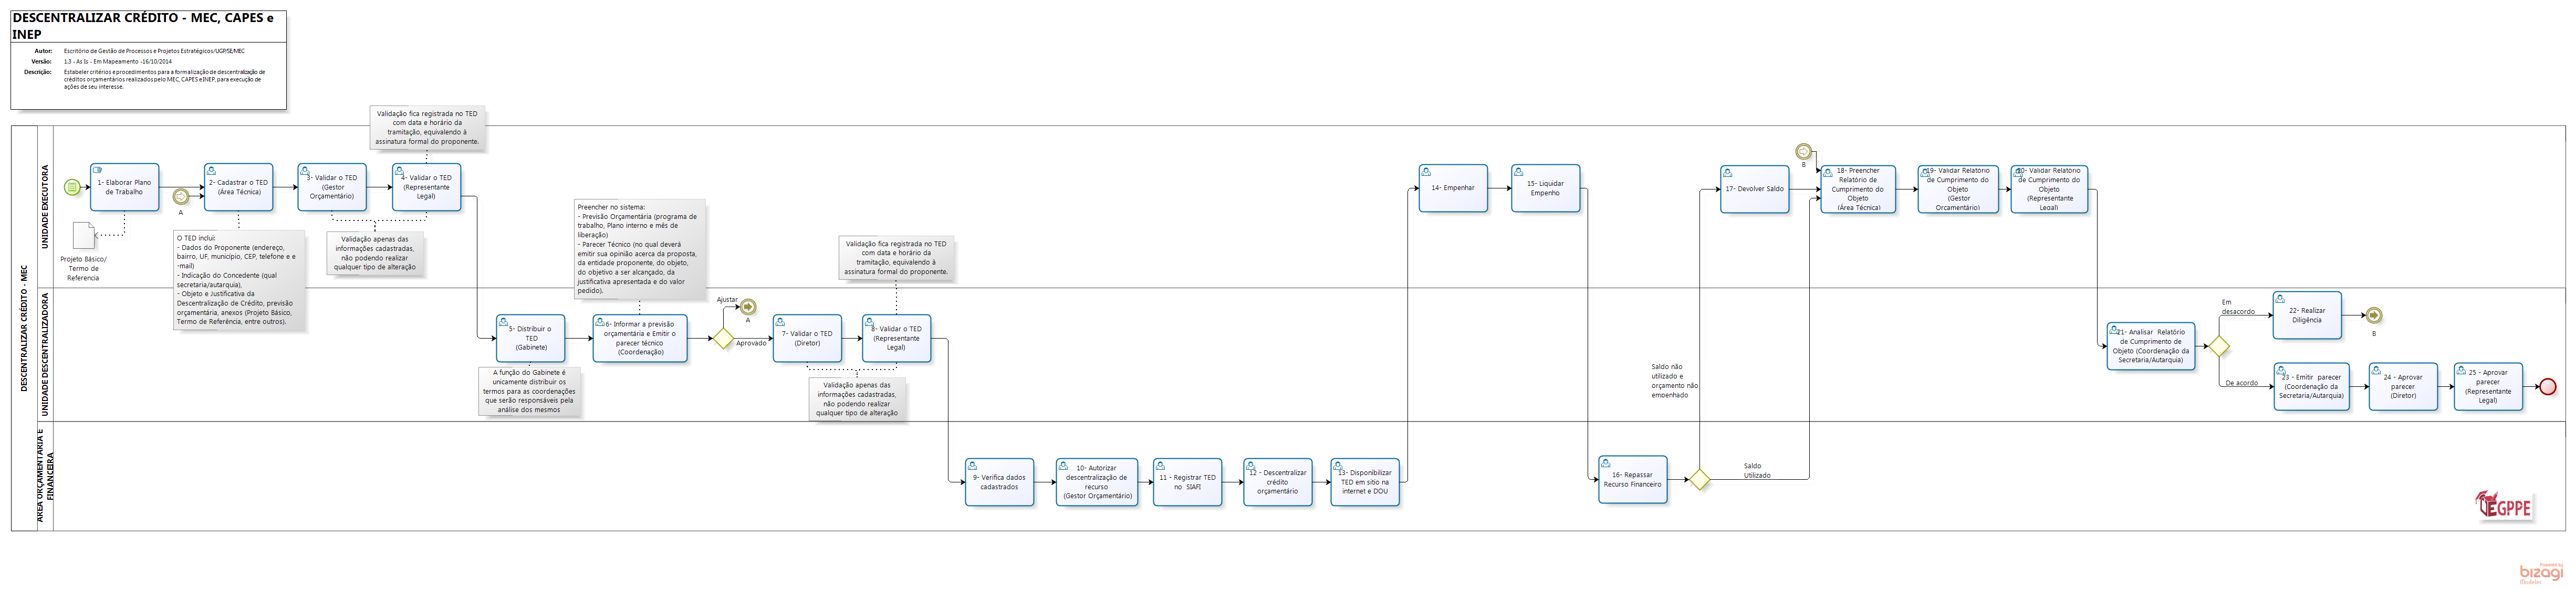 DESCENTRALIZAR CRÉDITO - MEC, CAPES e
INEP
Autor: Escritório de Gestão de Processos e Projetos Estratégicos/UGP/SE/MEC
Versão: 1.3 - As Is - Em Mapeamento -16/10/2014
Descrição: Estabeler critérios e procedimentos para a formalização de descentralização de
créditos orçamentários realizados pelo MEC, CAPES e INEP, para execução de
ações de seu interesse.
DESCENTRALIZAR CRÉDITO - MEC
UNIDADE EXECUTORA
Validação fica registrada no TED
com data e horário da
tramitação, equivalendo à
assinatura formal do proponente.
1- Elaborar Plano
de Trabalho
A
2- Cadastrar o TED
(Área Técnica)
3- Validar o TED
(Gestor
Orçamentário)
4- Validar o TED
(Representante
Legal)
Projeto Básico/
Termo de
Referencia
O TED inclui:
- Dados do Proponente (endereço,
bairro, UF, município, CEP, telefone e e
-mail)
- Indicação do Concedente (qual
secretaria/autarquia),
- Objeto e Justificativa da
Descentralização de Crédito, previsão
orçamentária, anexos (Projeto Básico,
Termo de Referência, entre outros).
Validação apenas das
informações cadastradas,
não podendo realizar
qualquer tipo de alteração
Preencher no sistema:
- Previsão Orçamentária (programa de
trabalho, Plano interno e mês de
liberação)
- Parecer Técnico (no qual deverá
emitir sua opinião acerca da proposta,
da entidade proponente, do objeto,
do objetivo a ser alcançado, da
justificativa apresentada e do valor
pedido).
Validação fica registrada no TED
com data e horário da
tramitação, equivalendo à
assinatura formal do proponente.
14- Empenhar
15- Liquidar
Empenho
17- Devolver Saldo
B
18- Preencher
Relatório de
Cumprimento do
Objeto
(Área Técnica)
19- Validar Relatório
de Cumprimento do
Objeto
(Gestor
Orçamentário)
20- Validar Relatório
de Cumprimento do
Objeto
(Representante
Legal)
UNIDADE DESCENTRALIZADORA
5- Distribuir o
TED
(Gabinete)
A função do Gabinete é
unicamente distribuir os
termos para as coordenações
que serão responsáveis pela
análise dos mesmos
6- Informar a previsão
orçamentária e Emitir o
parecer técnico
(Coordenação)
Ajustar
A
Aprovado
7- Validar o TED
(Diretor)
8- Validar o TED
(Representante
Legal)
Validação apenas das
informações cadastradas,
não podendo realizar
qualquer tipo de alteração
Saldo não
utilizado e
orçamento não
empenhado
21- Analisar Relatório
de Cumprimento de
Objeto (Coordenação da
Secretaria/Autarquia)
Em
desacordo
22- Realizar
Diligência
B
De acordo
23 - Emitir parecer
(Coordenação da
Secretaria/Autarquia)
24 - Aprovar
parecer
(Diretor)
25 - Aprovar
parecer
(Representante
Legal)
ÁREA ORÇAMENTÁRIA E
FINANCEIRA
9- Verifica dados
cadastrados
10- Autorizar
descentralização de
recurso
(Gestor Orçamentário)
11 - Registrar TED
no SIAFI
12 - Descentralizar
crédito
orçamentário
13- Disponibilizar
TED em sitio na
internet e DOU
16- Repassar
Recurso Financeiro
Saldo
Utilizado
EGPPE
Powered by
bizagi
Modeler